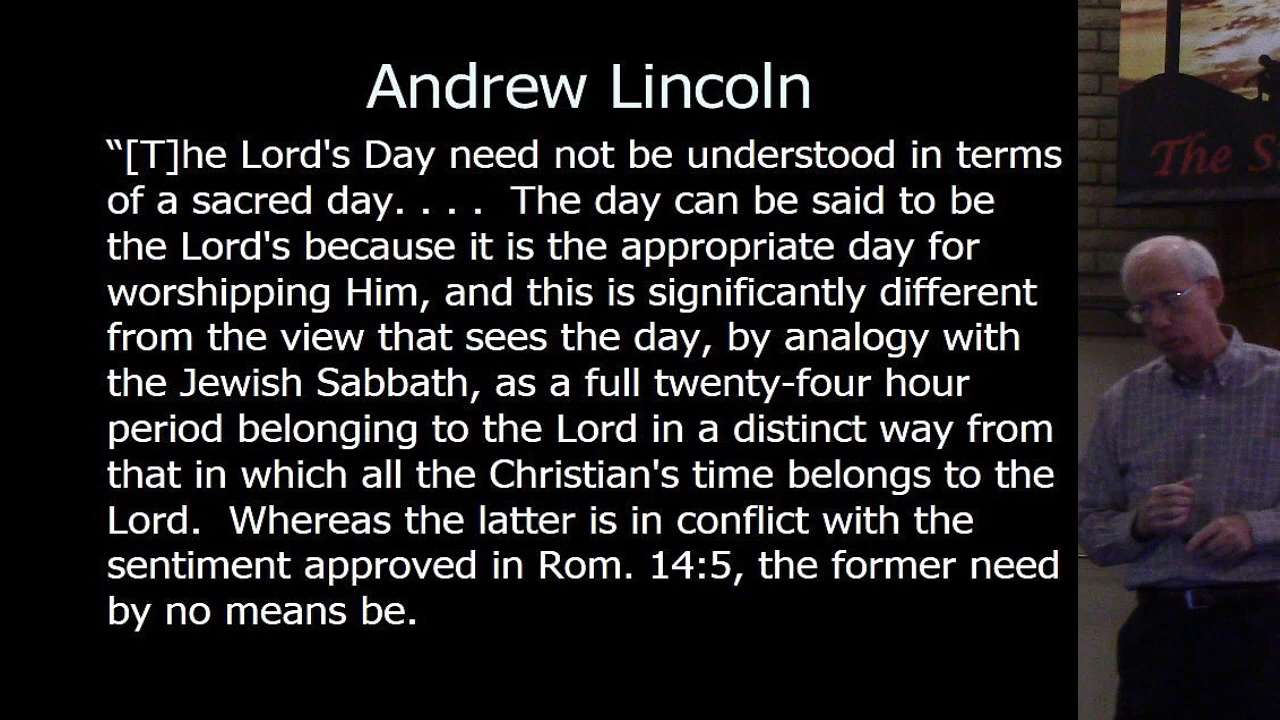 Andrew Lincoln
“[T]he Lord's Day need not be understood in terms
of a sacred day. . . .  The day can be said to be
the Lord's because it is the appropriate day for
worshipping Him, and this is significantly different
from the view that sees the day, by analogy with
the Jewish Sabbath, as a full twenty-four hour
period belonging to the Lord in a distinct way from
that in which all the Christian's time belongs to the
Lord.  Whereas the latter is in conflict with the
sentiment approved in Rom. 14:5, the former need
by no means be.
The